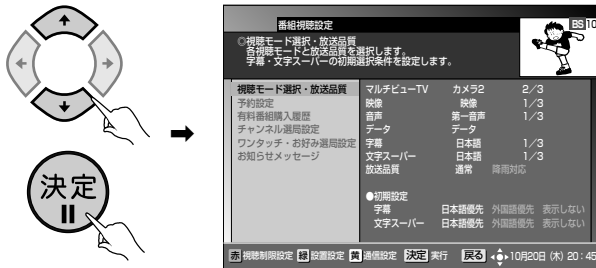 決定
番組視聴設定
BS10
◎視聴モード選択・放送品質
各視聴モードと放送品質を選択します。
字幕・文字スーパーの初期選択条件を設定します。
視聴モード選択・放送品質
予約設定
有料番組購入履歴
チャンネル選局設定
ワンタッチ・お好み選局設定
お知らせメッセージ
マルチビューTV カメラ2 2/3
映像 映像 1/3
音声 第一音声 1/3
データ データ
字幕 日本語 1/3
文字スーパー 日本語 1/3
放送品質 通常 降雨対応
●初期設定
字幕 日本語優先 外国語優先 表示しない
文字スーパー 日本語優先 外国語優先 表示しない
赤 視聴制限設定 緑 設置設定 黄 通信設定 決定 実行 戻る 10月20日 (木) 20:45